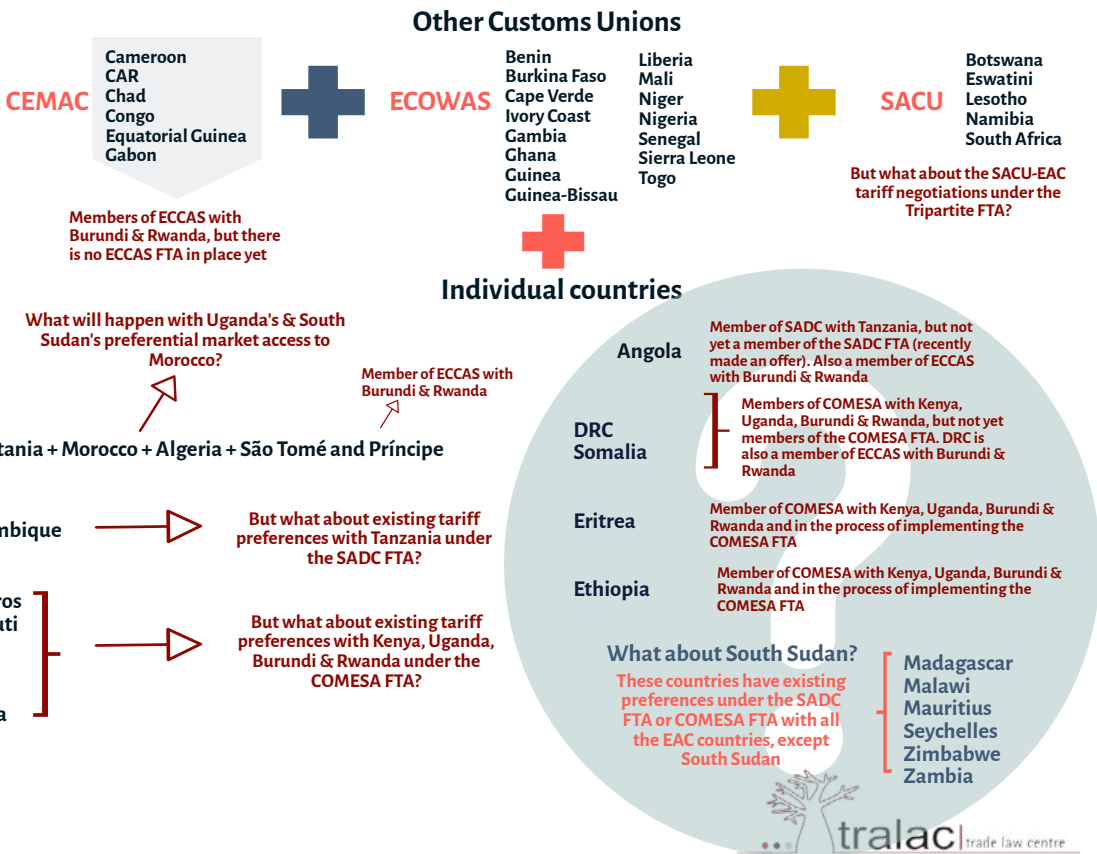 Other Customs Unions
CEMAC
Cameroon
CAR
Chad
Congo
Equatorial Guinea
Gabon
Members of ECCAS with
Burundi & Rwanda, but there
is no ECCAS FTA in place yet
ECOWAS
Benin
Burkina Faso
Cape Verde
Ivory Coast
Gambia
Ghana
Guinea
Guinea-Bissau
Liberia
Mali
Niger
Nigeria
Senegal
Sierra Leone
Togo
SACU
Botswana
Eswatini
Lesotho
Namibia
South Africa
But what about the SACU-EAC
tariff negotiations under the
Tripartite FTA?
Individual countries
What will happen with Uganda's & South
Sudan's preferential market access to
Morocco?
Member of ECCAS with
Burundi & Rwanda
tania + Morocco + Algeria + São Tomé and Príncipe
mbique
But what about existing tariff
preferences with Tanzania under
the SADC FTA?
ros
uti
a
But what about existing tariff
preferences with Kenya, Uganda,
Burundi & Rwanda under the
COMESA FTA?
Angola
Member of SADC with Tanzania, but not
yet a member of the SADC FTA (recently
made an offer). Also a member of ECCAS
with Burundi & Rwanda
DRC
Somalia
Members of COMESA with Kenya,
Uganda, Burundi & Rwanda, but not yet
members of the COMESA FTA. DRC is
also a member of ECCAS with Burundi &
Rwanda
Eritrea
Member of COMESA with Kenya, Uganda, Burundi &
Rwanda and in the process of implementing the
COMESA FTA
Ethiopia
Member of COMESA with Kenya, Uganda, Burundi &
Rwanda and in the process of implementing the
COMESA FTA
What about South Sudan?
These countries have existing
preferences under the SADC
FTA or COMESA FTA with all
the EAC countries, except
South Sudan
Madagascar
Malawi
Mauritius
Seychelles
Zimbabwe
Zambia
tralac | trade law centre